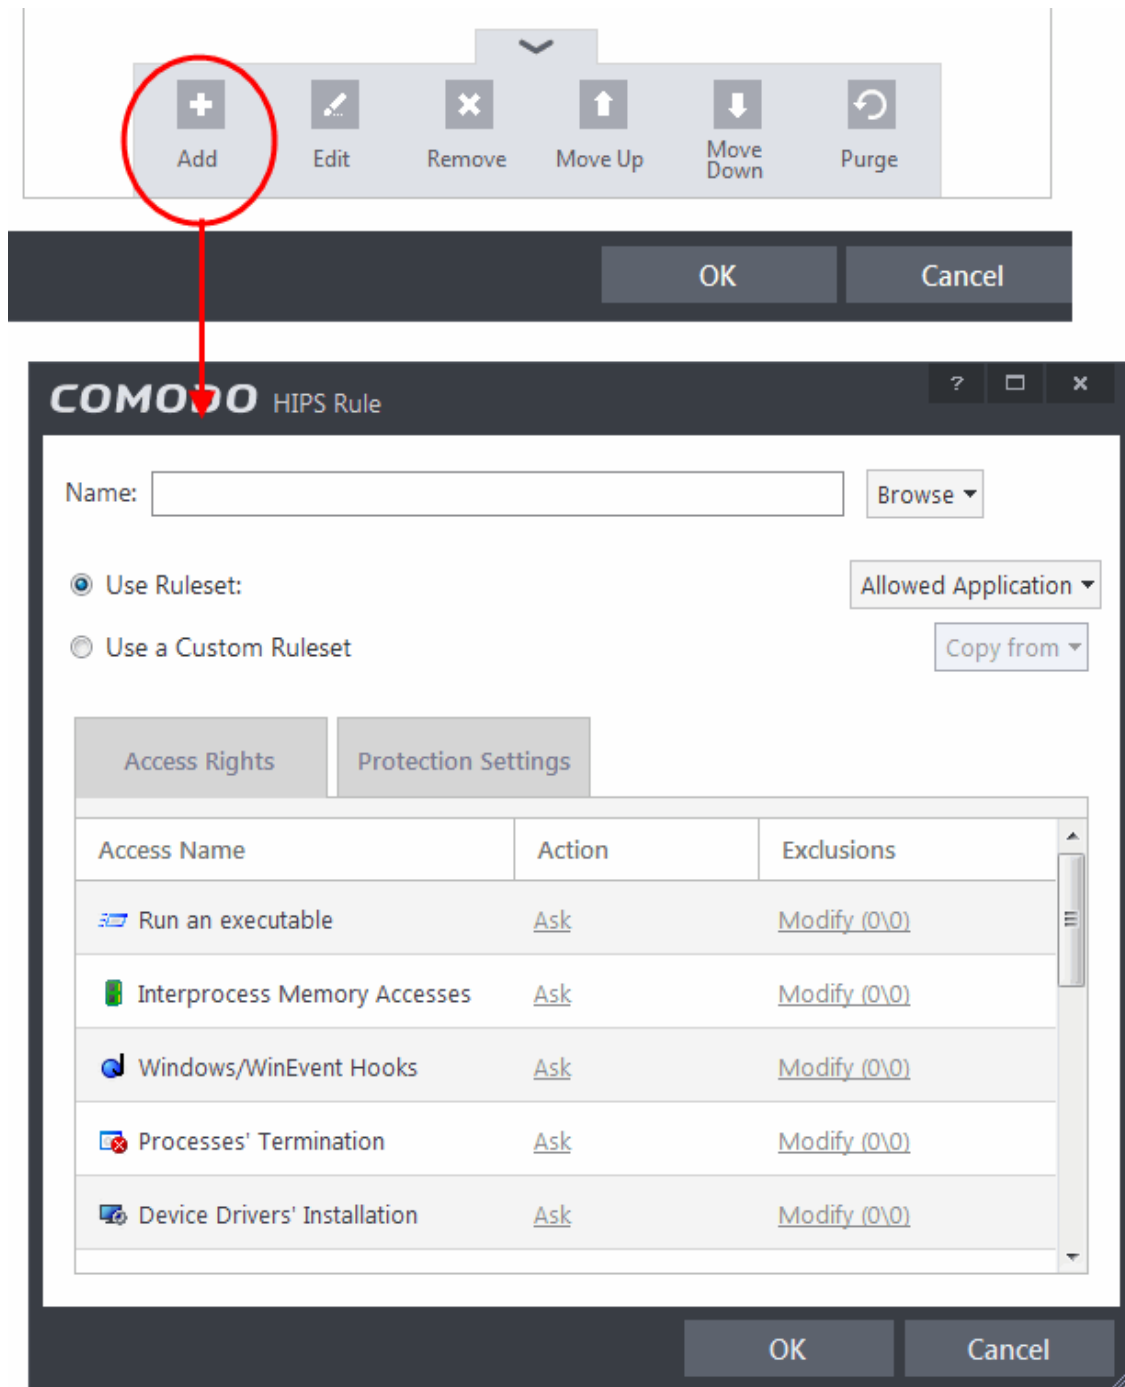 Add Edit Remove Move Up Move Down Purge
OK Cancel
COMODO HIPS Rule ?
Name: Browse
Use Ruleset: Allowed Application
Use a Custom Ruleset Copy from
Access Rights Protection Settings
Access Name Action Exclusions
Run an executable Ask Modify (0\0)
Interprocess Memory Accesses Ask Modify (0\0)
Windows/WinEvent Hooks Ask Modify (0\0)
Processes' Termination Ask Modify (0\0)
Device Drivers' Installation Ask Modify (0\0)
OK Cancel